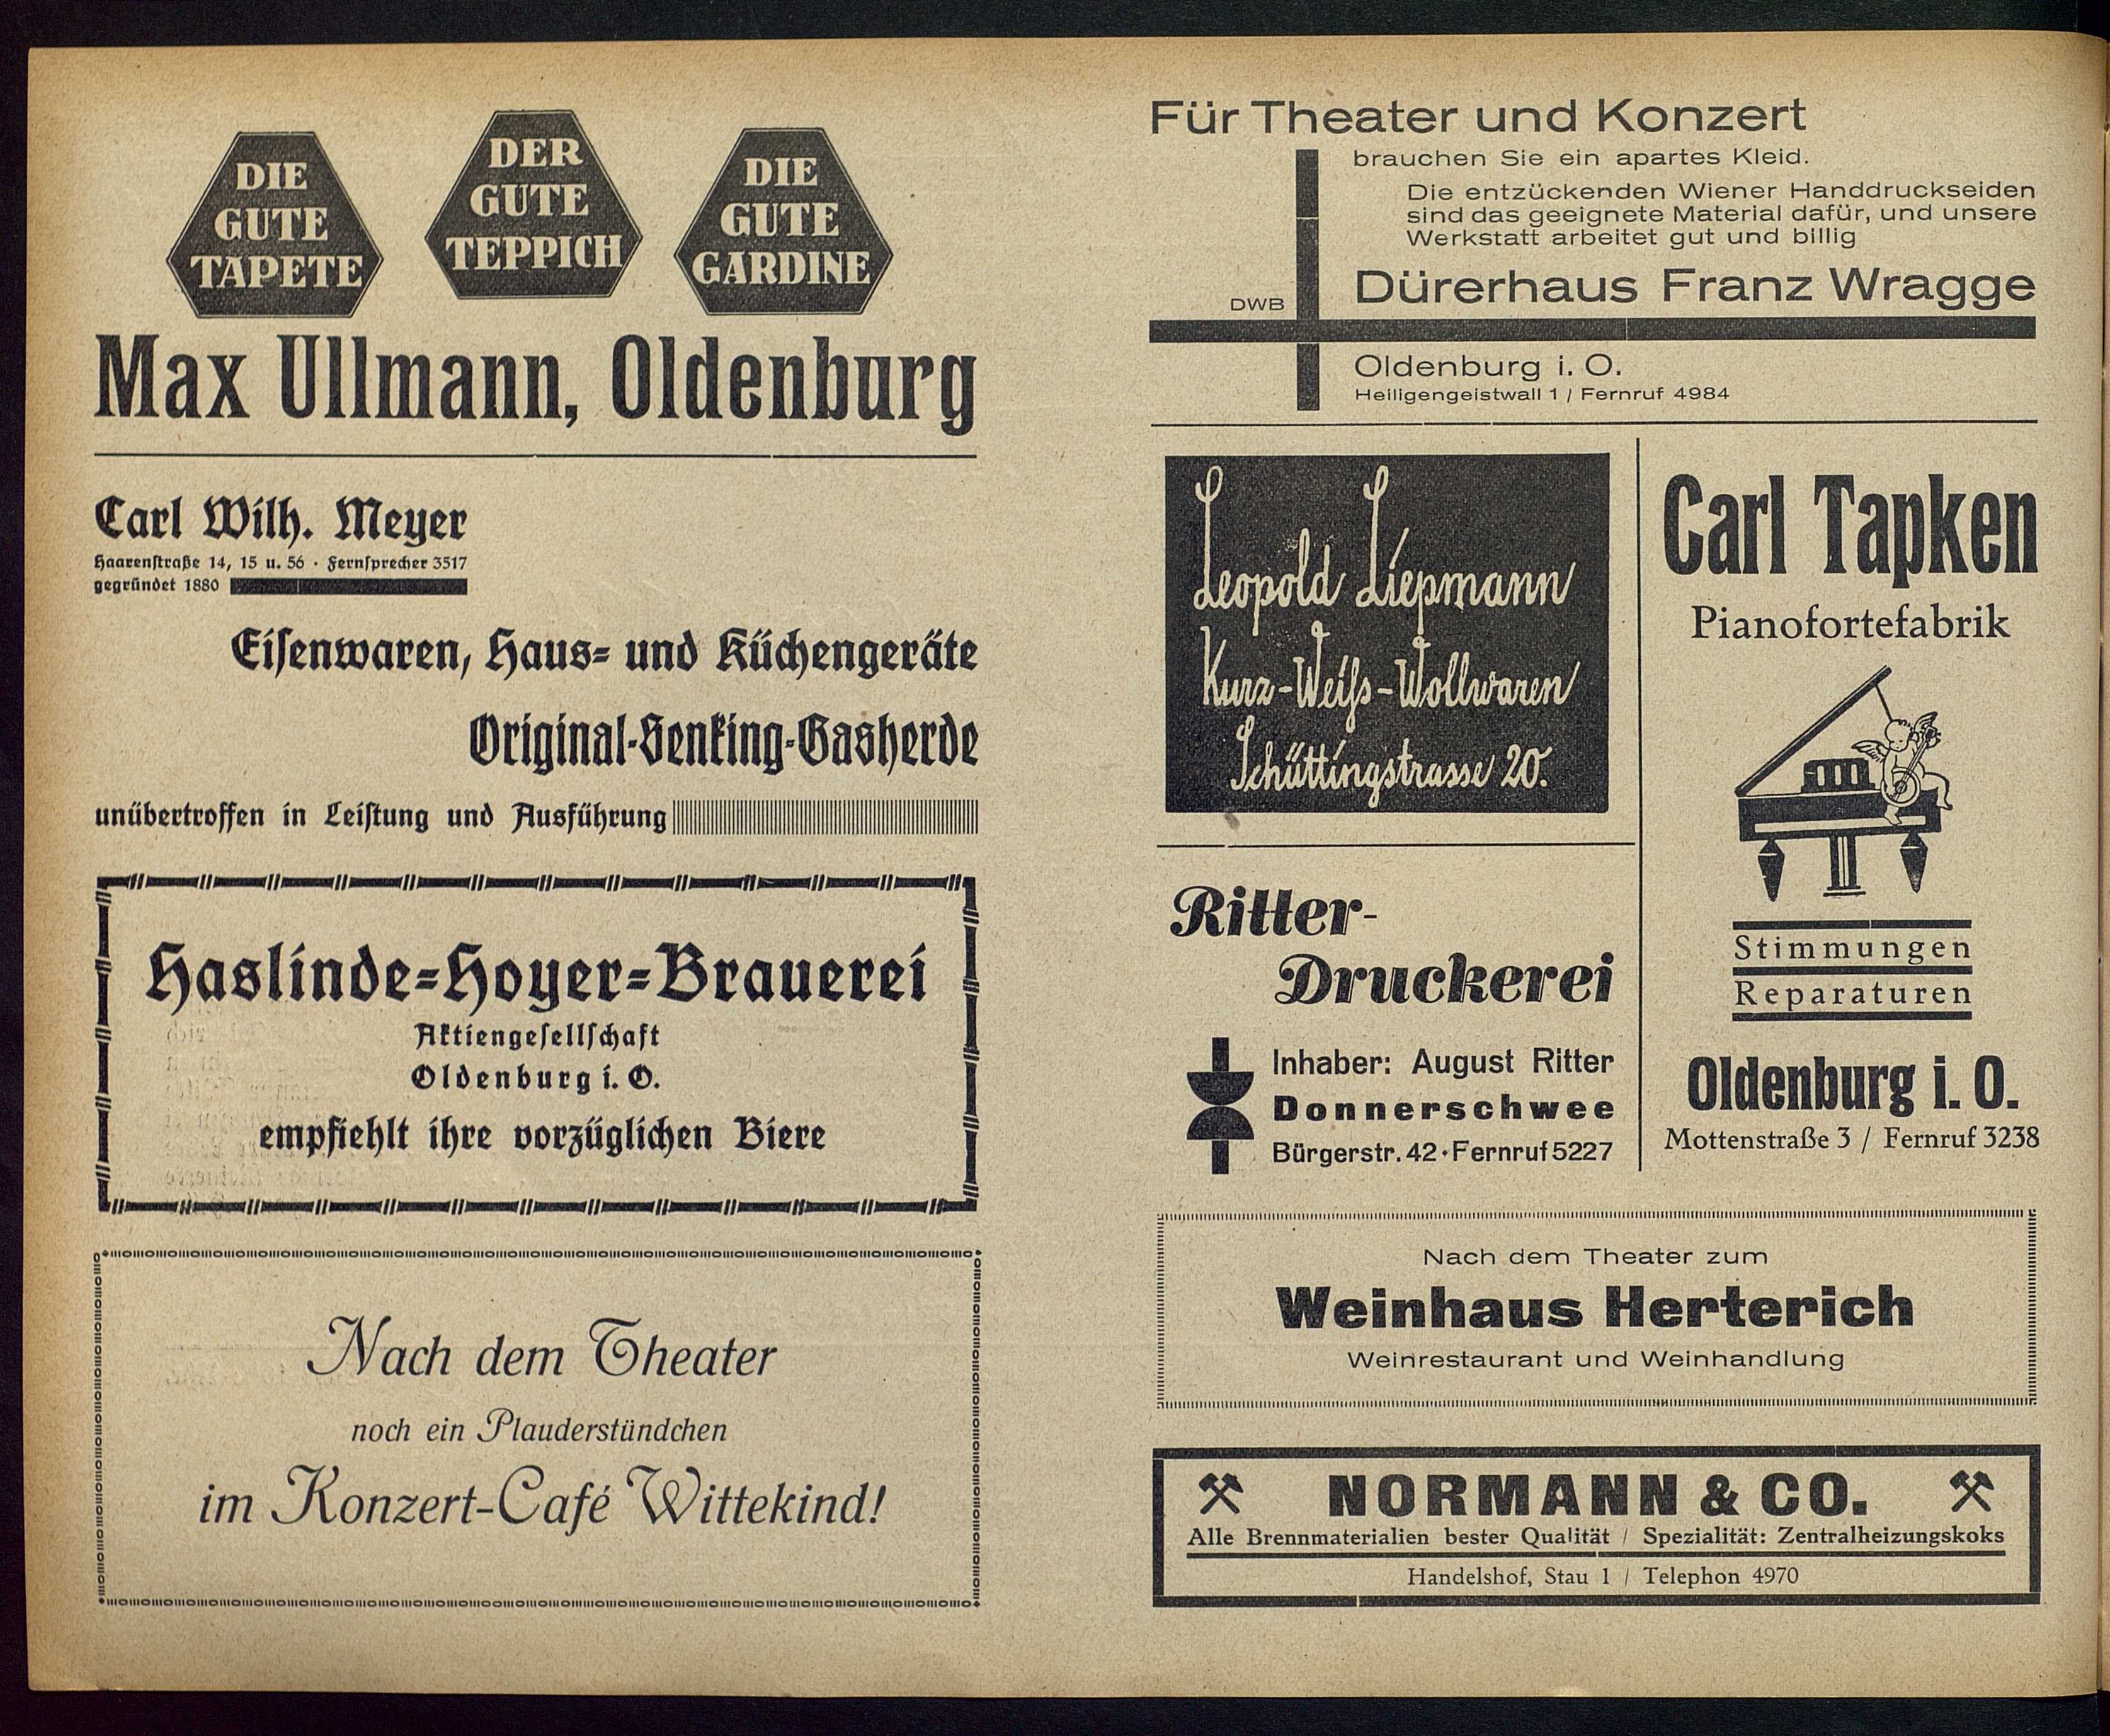 DIE
GUTE
TAPETE
DER
GUTE
TEPPICH
DIE
GUTE
GARDINE
Max Ullmann, Oldenburg
Carl Wilh. Meyer
Haarenſtraße 14, 15 u. 56 · Fernſprecher 3517
gegründet 1880
Eiſenwaren, Haus- und Küchengeräte
Original-Senking-Gasherde
unübertroffen in Leiſtung und Ausführung
Haslinde-Hoyer-Brauerei
Aktiengeſellſchaft
Oldenburg i. O.
empfiehlt ihre vorzüglichen Biere
Nach dem Theater
noch ein Plauderstündchen
im Konzert-Café Wittekind!
Für Theater und Konzert
brauchen Sie ein apartes Kleid.
Die entzückenden Wiener Handdruckseiden
sind das geeignete Material dafür, und unsere
Werkstatt arbeitet gut und billig
DWB
Dürerhaus Franz Wragge
Oldenburg i. O.
Heiligengeistwall 1 / Fernruf 4984
Leopold Liepmann
Kurz-Weiſs-Wollwaren
Schüttingstrasse 20.
Ritter-
Druckerei
Inhaber: August Ritter
Donnerschwee
Bürgerstr. 42 · Fernruf 5227
Carl Tapken
Pianofortefabrik
Stimmungen
Reparaturen
Oldenburg i. O.
Mottenstraße 3 / Fernruf 3238
Nach dem Theater zum
Weinhaus Herterich
Weinrestaurant und Weinhandlung
NORMANN & CO.
Alle Brennmaterialien bester Qualität / Spezialität: Zentralheizungskoks
Handelshof, Stau 1 / Telephon 4970